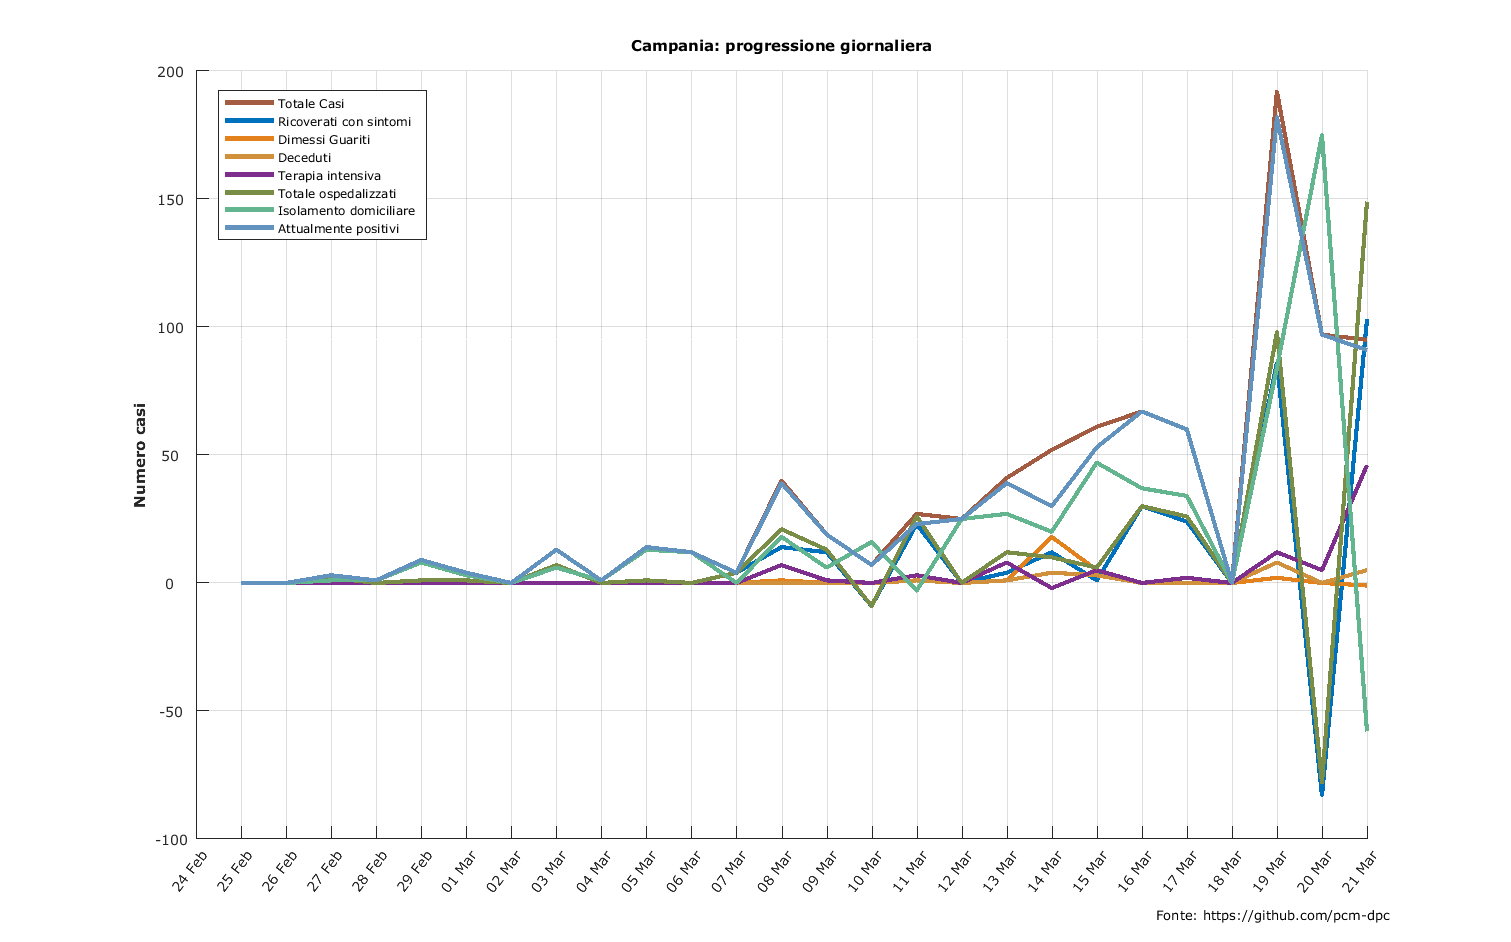 Campania: progressione giornaliera
200
150
100
50
0
-50
-100
Numero casi
Totale Casi
Ricoverati con sintomi
Dimessi Guariti
Deceduti
Terapia intensiva
Totale ospedalizzati
Isolamento domiciliare
Attualmente positivi
24 Feb
25 Feb
26 Feb
27 Feb
28 Feb
29 Feb
01 Mar
02 Mar
03 Mar
04 Mar
05 Mar
06 Mar
07 Mar
08 Mar
09 Mar
10 Mar
11 Mar
12 Mar
13 Mar
14 Mar
15 Mar
16 Mar
17 Mar
18 Mar
19 Mar
20 Mar
21 Mar
Fonte: https://github.com/pcm-dpc